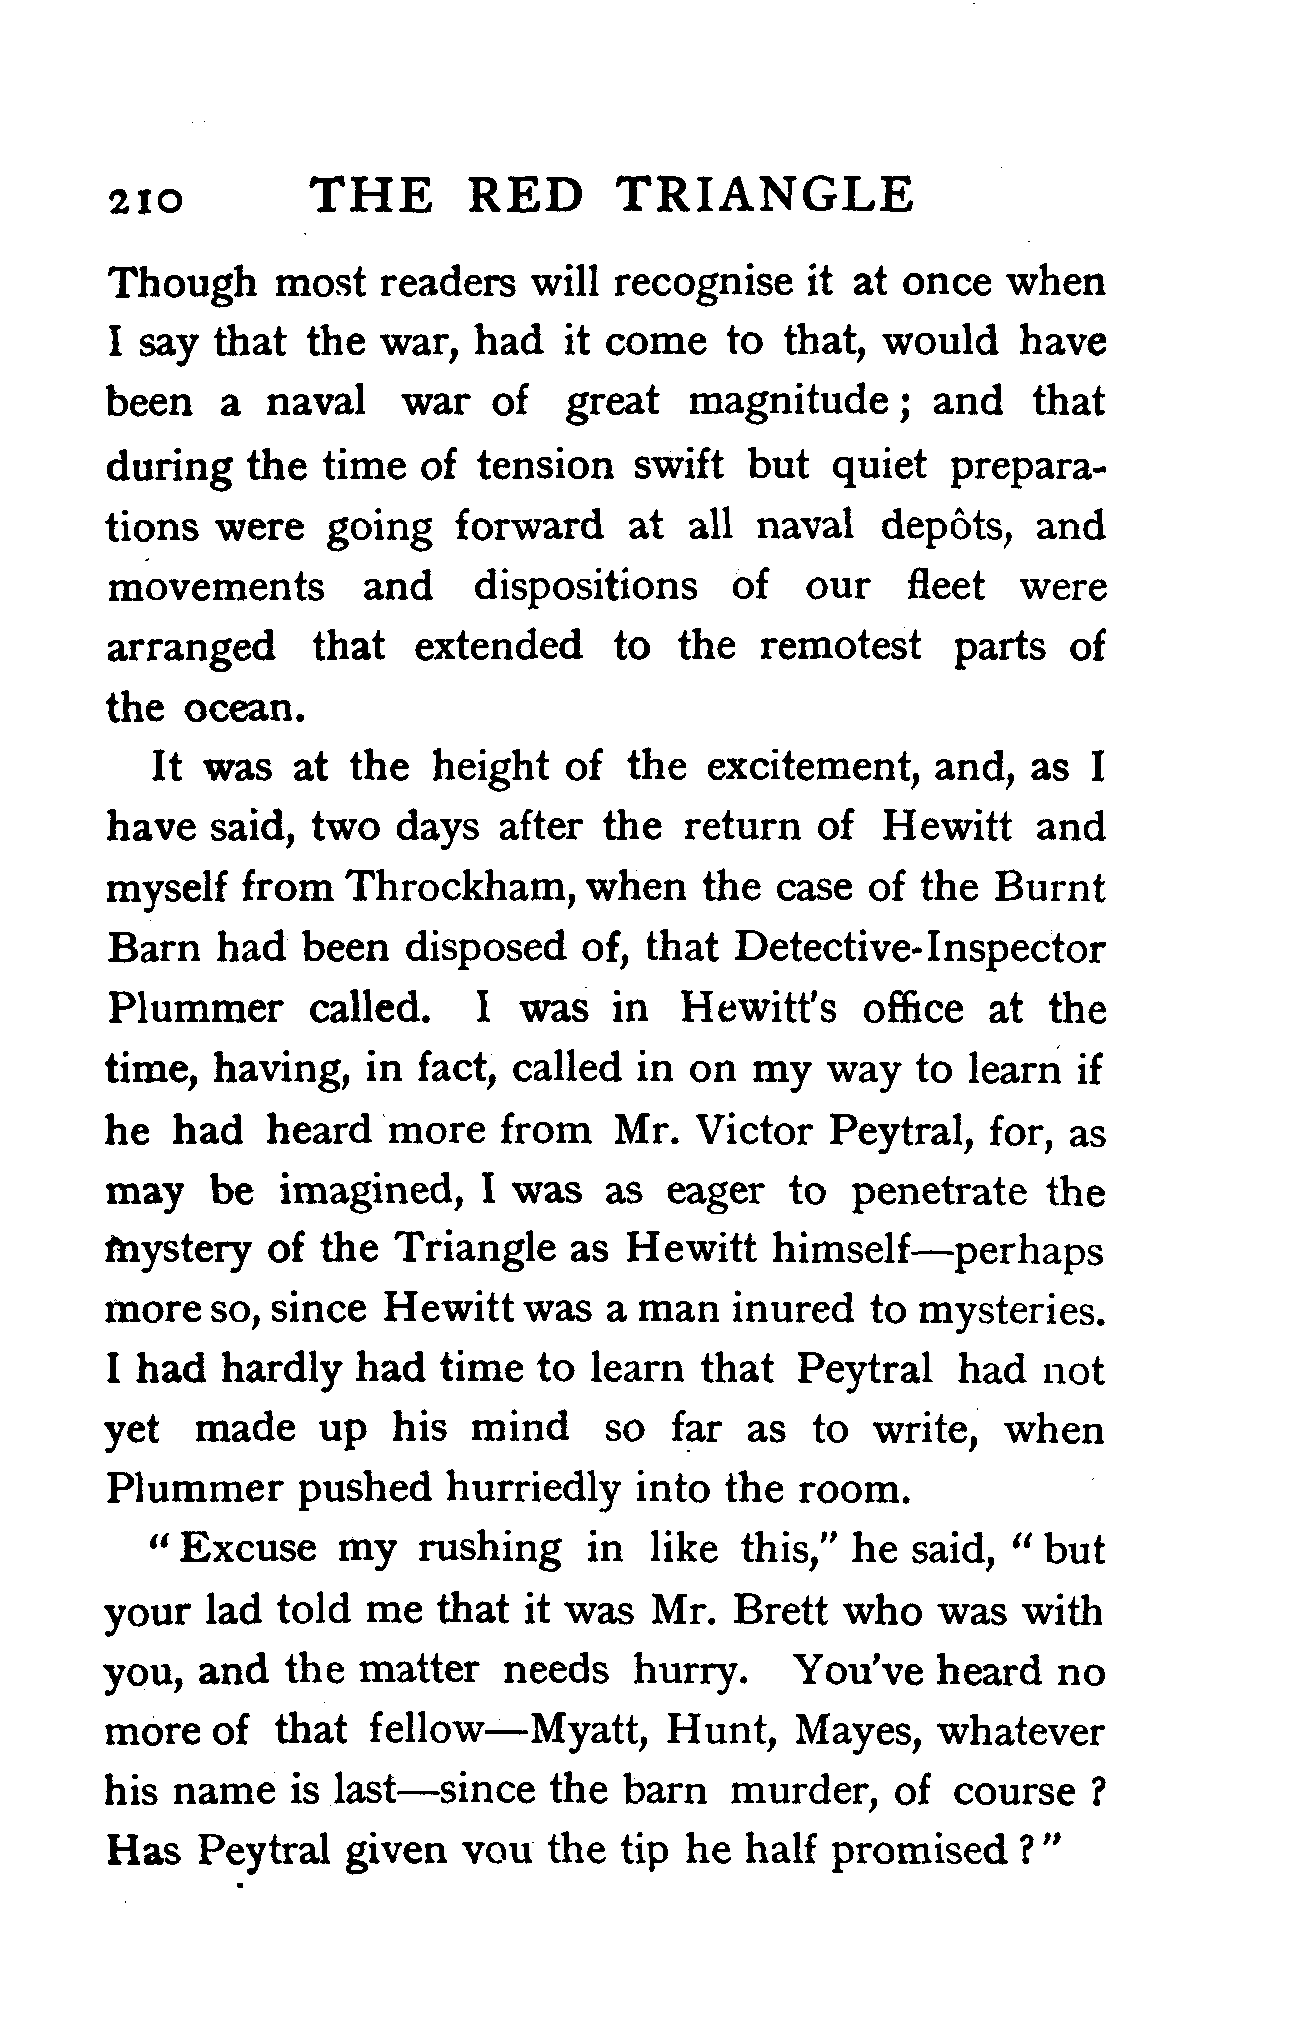 210 THE RED TRIANGLE
Though most readers will recognise it at once when
I say that the war, had it come to that, would have
been a naval war of great magnitude; and that
during the time of tension swift but quiet prepara-
tions were going forward at all naval depôts, and
movements and dispositions of our fleet were
arranged that extended to the remotest parts of
the ocean.
It was at the height of the excitement, and, as I
have said, two days after the return of Hewitt and
myself from Throckham, when the case of the Burnt
Barn had been disposed of, that Detective-Inspector
Plummer called. I was in Hewitt's office at the
time, having, in fact, called in on my way to learn if
he had heard more from Mr. Victor Peytral, for, as
may be imagined, I was as eager to penetrate the
mystery of the Triangle as Hewitt himself—perhaps
more so, since Hewitt was a man inured to mysteries.
I had hardly had time to learn that Peytral had not
yet made up his mind so far as to write, when
Plummer pushed hurriedly into the room.
"Excuse my rushing in like this," he said, "but
your lad told me that it was Mr. Brett who was with
you, and the matter needs hurry. You've heard no
more of that fellow—Myatt, Hunt, Mayes, whatever
his name is last—since the barn murder, of course?
Has Peytral given you the tip he half promised?"